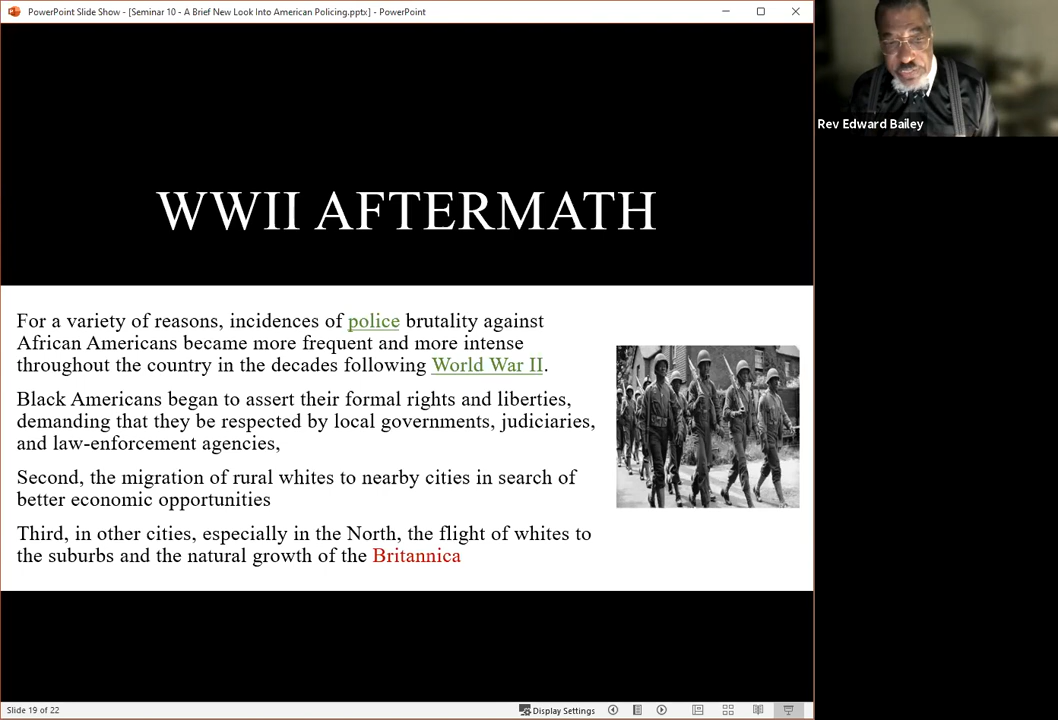 PowerPoint Slide Show - [Seminar 10 - A Brief New Look Into American Policing.pptx] - PowerPoint
Rev Edward Bailey
WWII AFTERMATH
For a variety of reasons, incidences of police brutality against
African Americans became more frequent and more intense
throughout the country in the decades following World War II.
Black Americans began to assert their formal rights and liberties,
demanding that they be respected by local governments, judiciaries,
and law-enforcement agencies,
Second, the migration of rural whites to nearby cities in search of
better economic opportunities
Third, in other cities, especially in the North, the flight of whites to
the suburbs and the natural growth of the Britannica
Slide 19 of 22
Display Settings